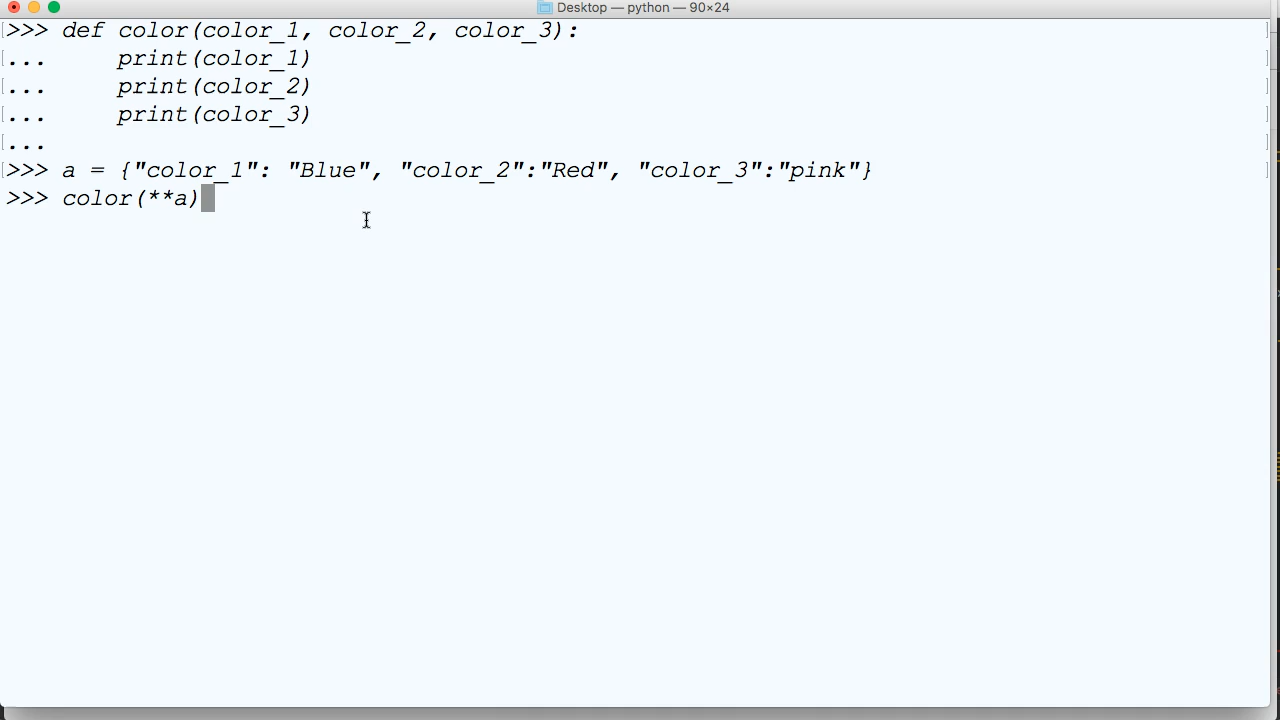 Desktop — python — 90×24
>>> def color(color_1, color_2, color_3):
...     print(color_1)
...     print(color_2)
...     print(color_3)
...
>>> a = {"color_1": "Blue", "color_2":"Red", "color_3":"pink"}
>>> color(**a)